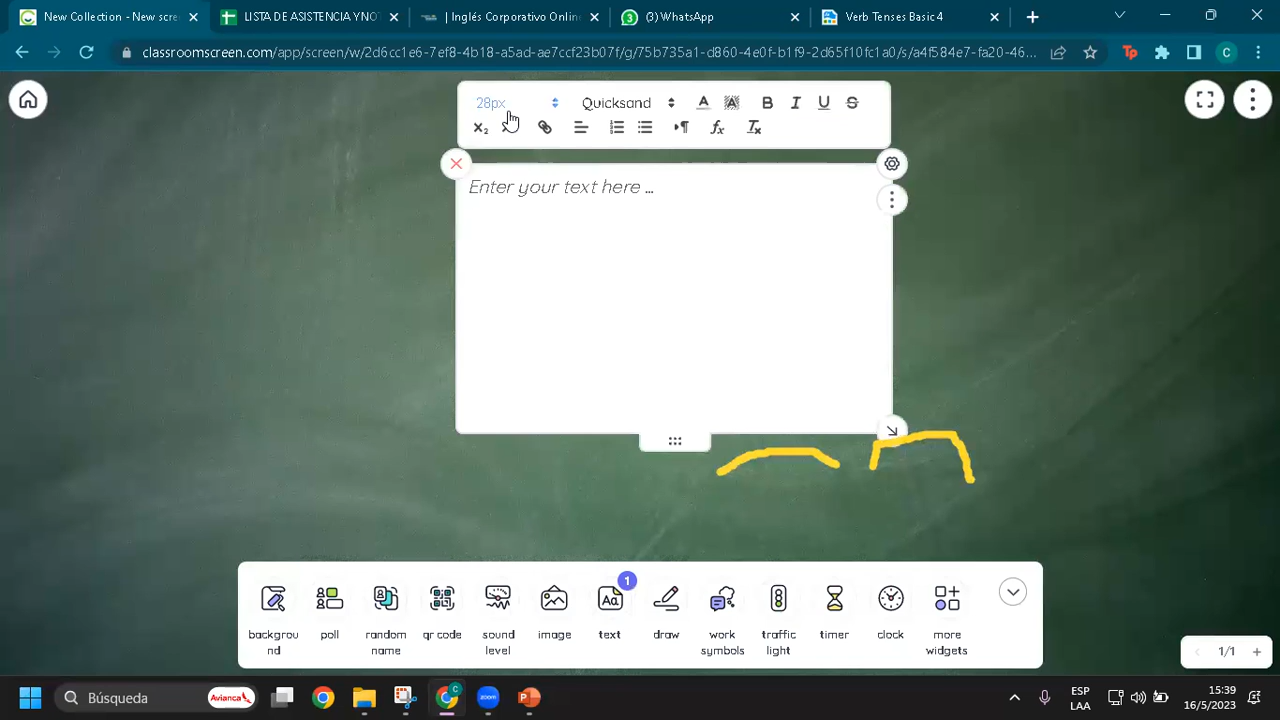 New Collection - New scree
LISTA DE ASISTENCIA YNOT
| Inglés Corporativo Online
(3) WhatsApp
Verb Tenses Basic 4
classroomscreen.com/app/screen/w/2d6cc1e6-7ef8-4b18-a5ad-ae7ccf23b07f/g/75b735a1-d860-4e0f-b1f9-2d65f10fc1a0/s/a4f584e7-fa20-46...
28px
Quicksand
Enter your text here ...
1
backgrou
nd
poll
random
name
qr code
sound
level
image
text
draw
work
symbols
traffic
light
timer
clock
more
widgets
1/1
Búsqueda
Avianca
ESP
LAA
15:39
16/5/2023